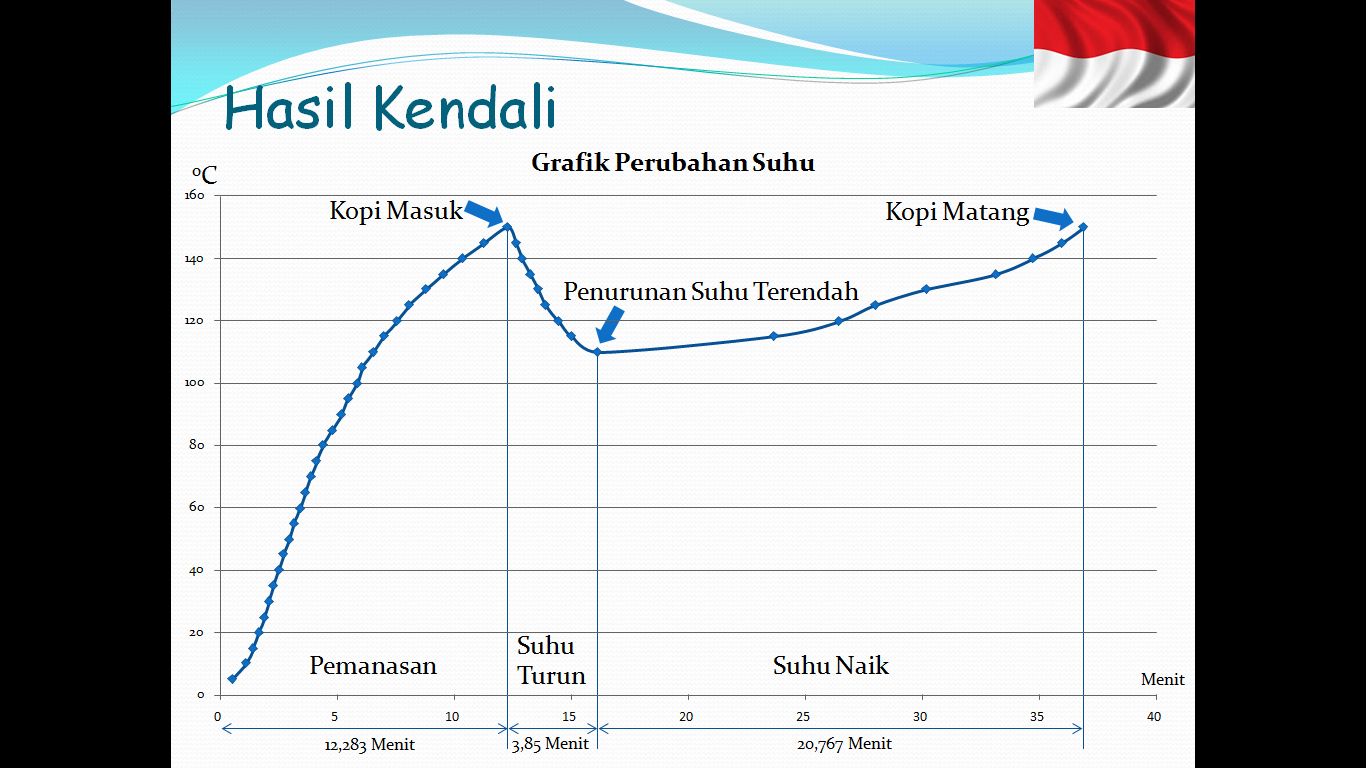 Hasil Kendali
Grafik Perubahan Suhu
⁰C
160
140
120
100
80
60
40
20
0
Kopi Masuk
Kopi Matang
Penurunan Suhu Terendah
Pemanasan
Suhu
Turun
Suhu Naik
Menit
0 5 10 15 20 25 30 35 40
12,283 Menit
3,85 Menit
20,767 Menit